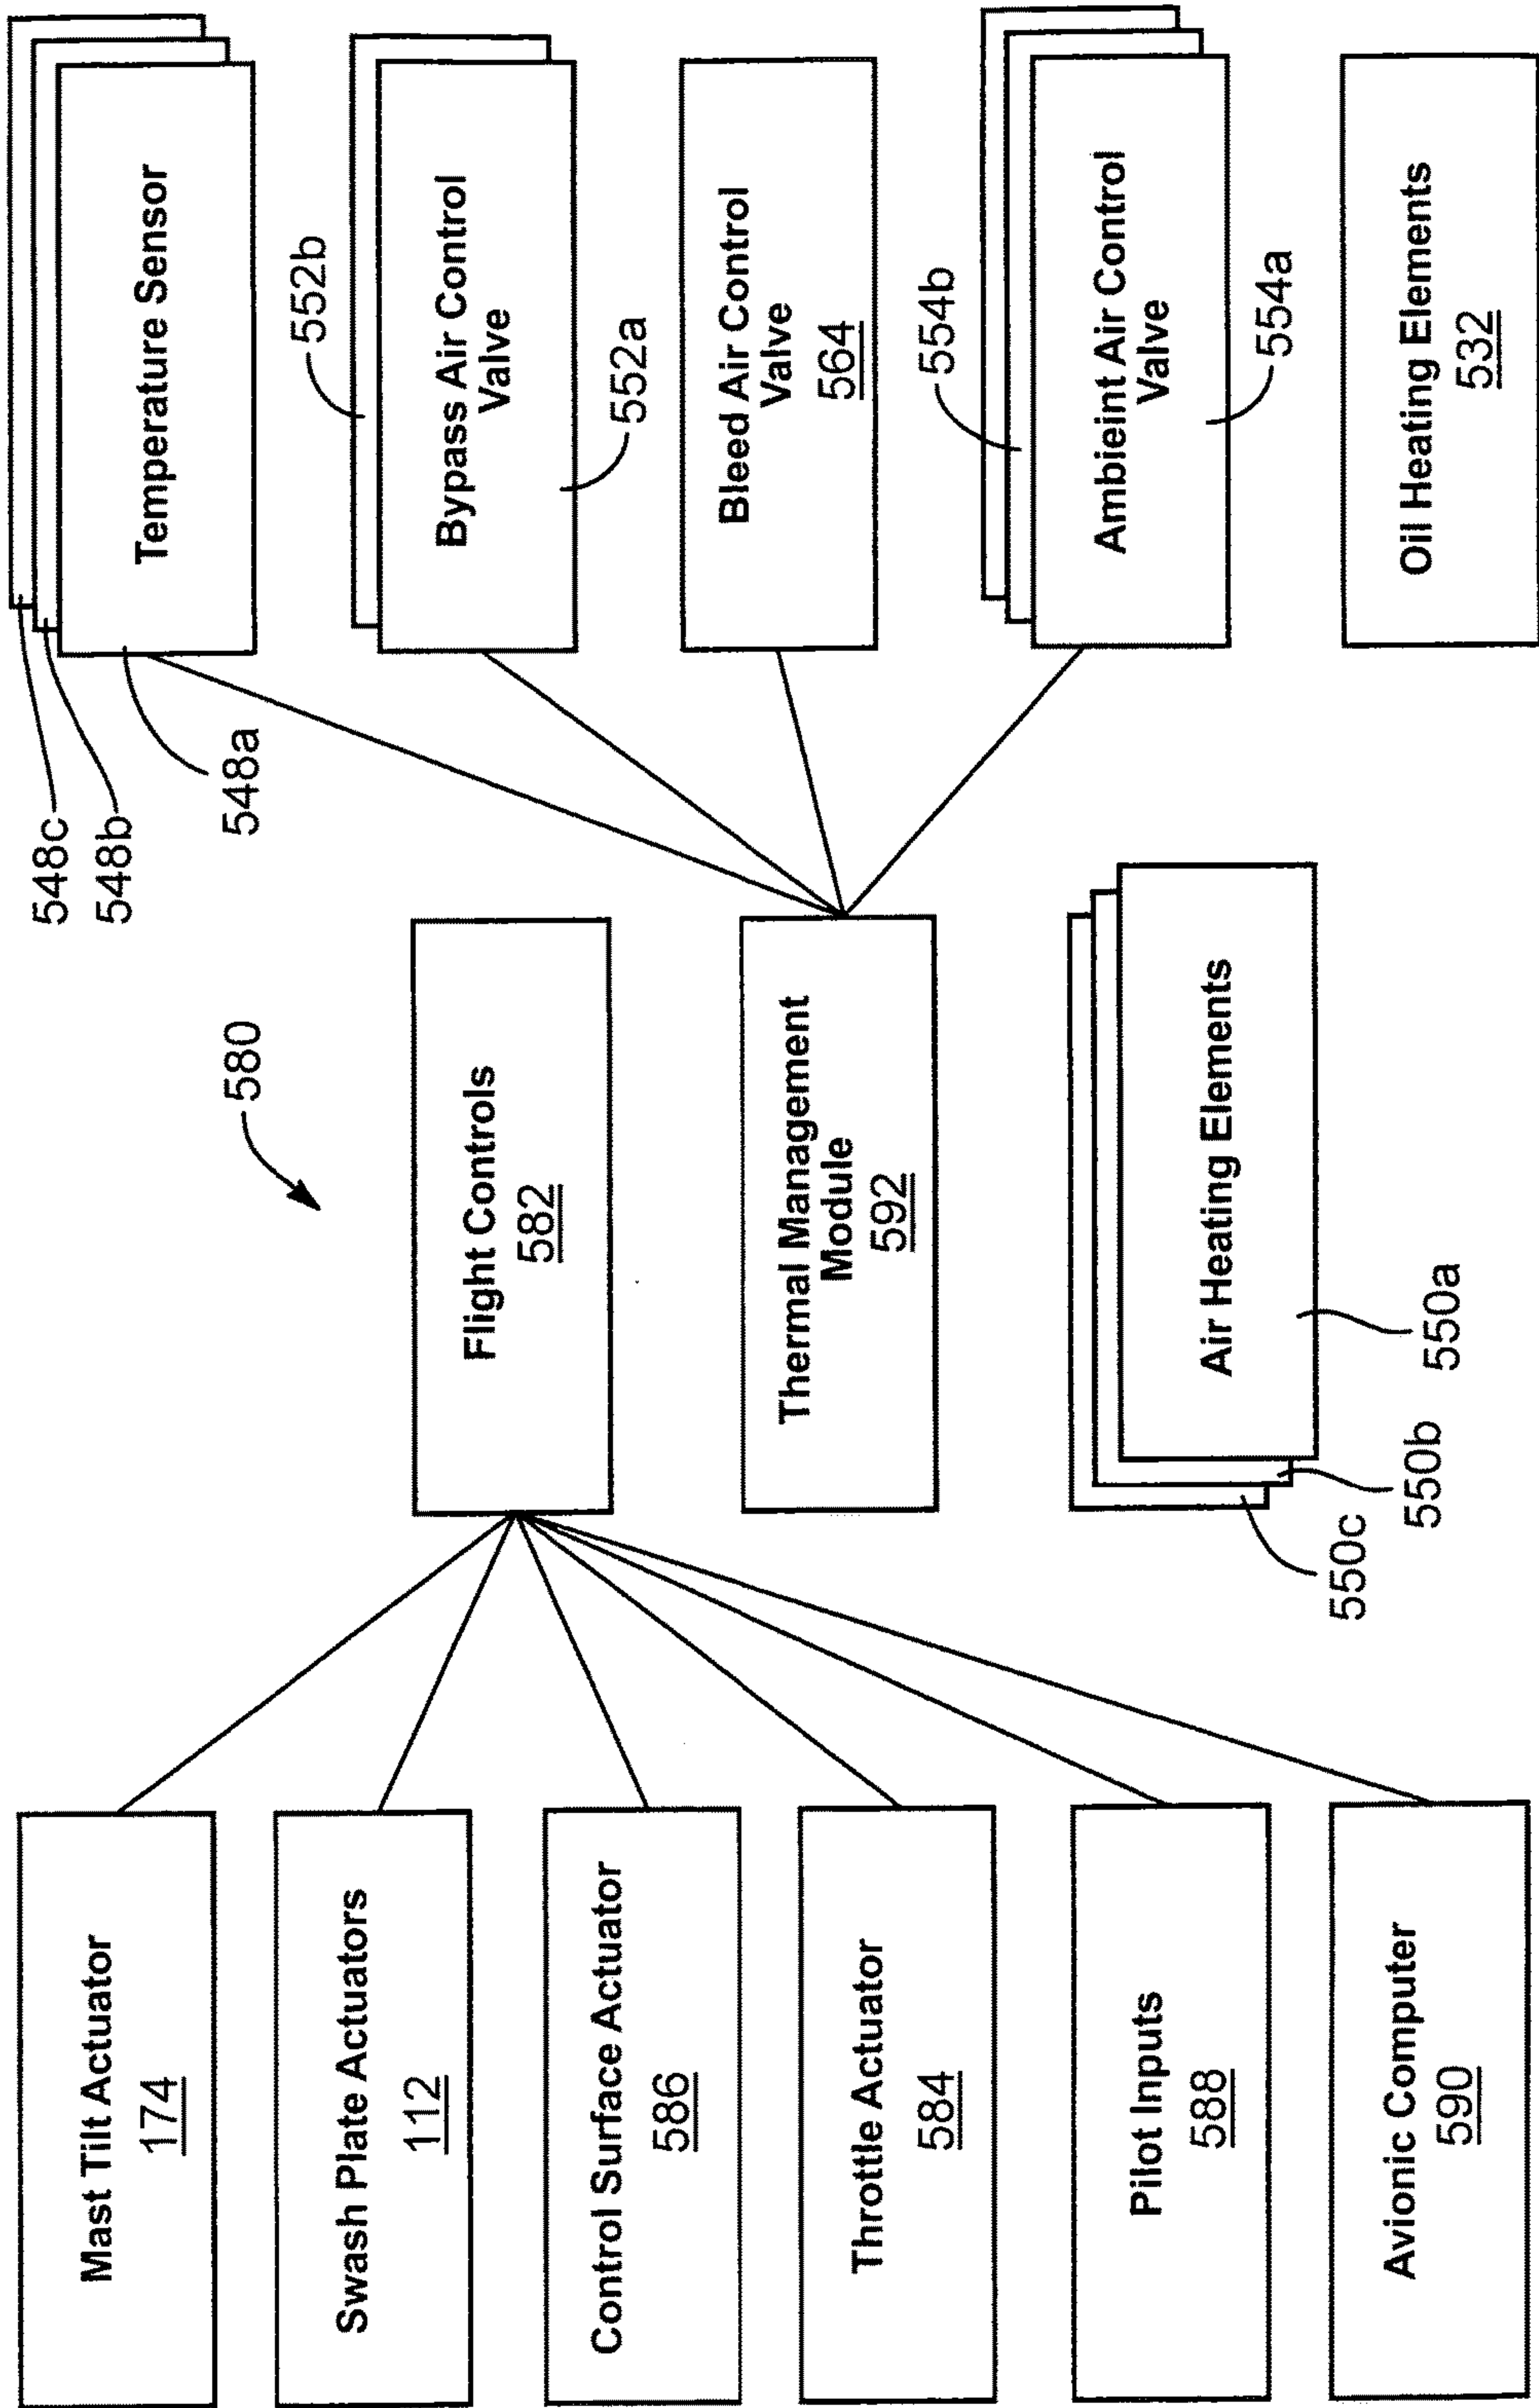 Mast Tilt Actuator
174
Swash Plate Actuators
112
Control Surface Actuator
586
Throttle Actuator
584
Pilot Inputs
588
Avionic Computer
590
580
Flight Controls
582
Thermal Management
Module
592
Air Heating Elements
550a
550b
550c
548c
548b
548a
Temperature Sensor
552b
Bypass Air Control
Valve
552a
Bleed Air Control
Valve
564
554b
Ambieint Air Control
Valve
554a
Oil Heating Elements
532